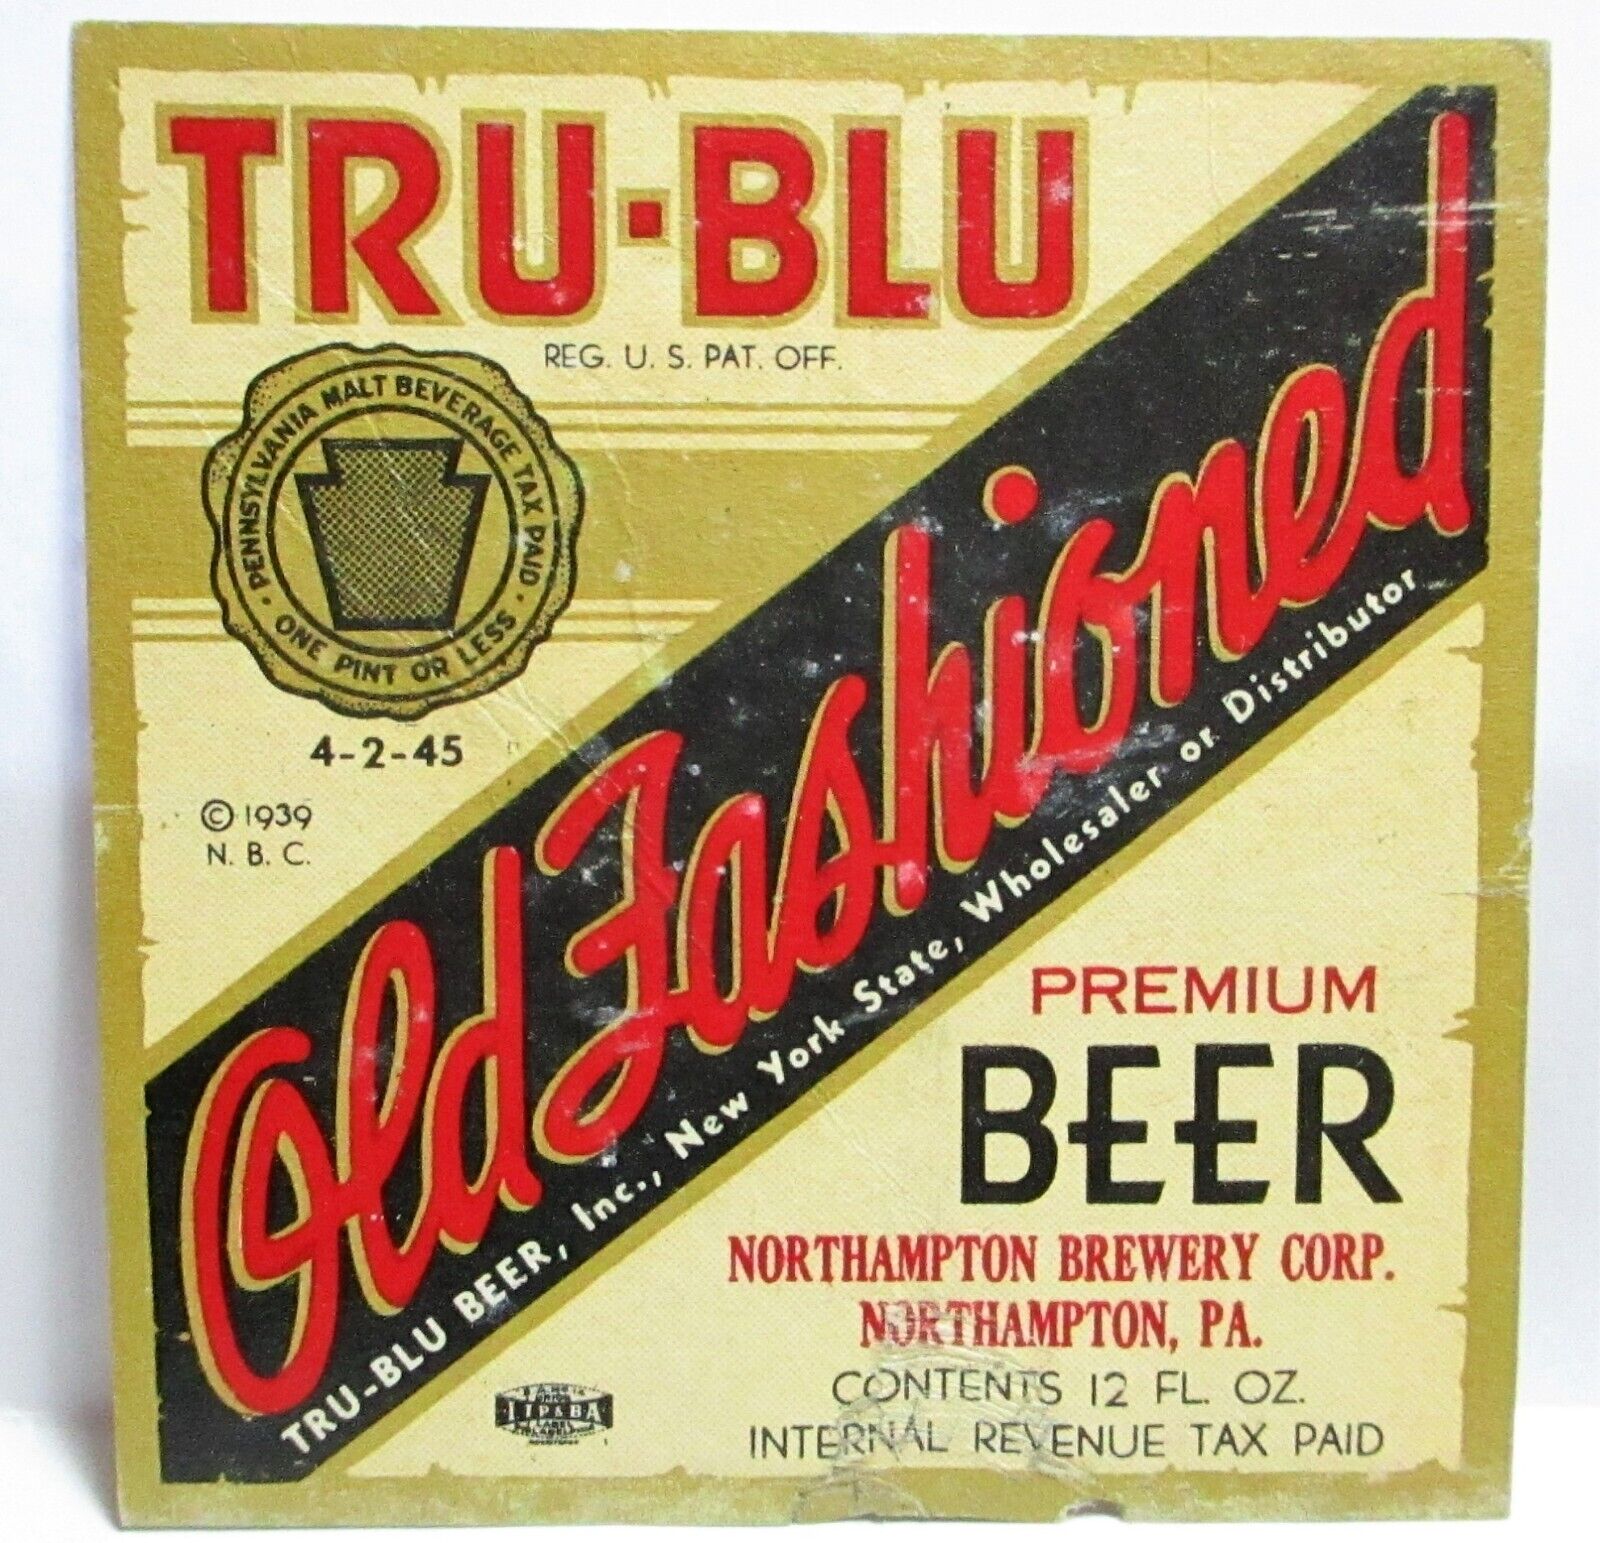 TRU-BLU
REG. U. S. PAT. OFF.
PENNSYLVANIA MALT BEVERAGE TAX PAID
· ONE PINT OR LESS ·
4-2-45
© 1939
N. B. C.
Old Fashioned
TRU-BLU BEER, Inc., New York State, Wholesaler or Distributor
PREMIUM
BEER
NORTHAMPTON BREWERY CORP.
NORTHAMPTON, PA.
CONTENTS 12 FL. OZ.
INTERNAL REVENUE TAX PAID
LABEL